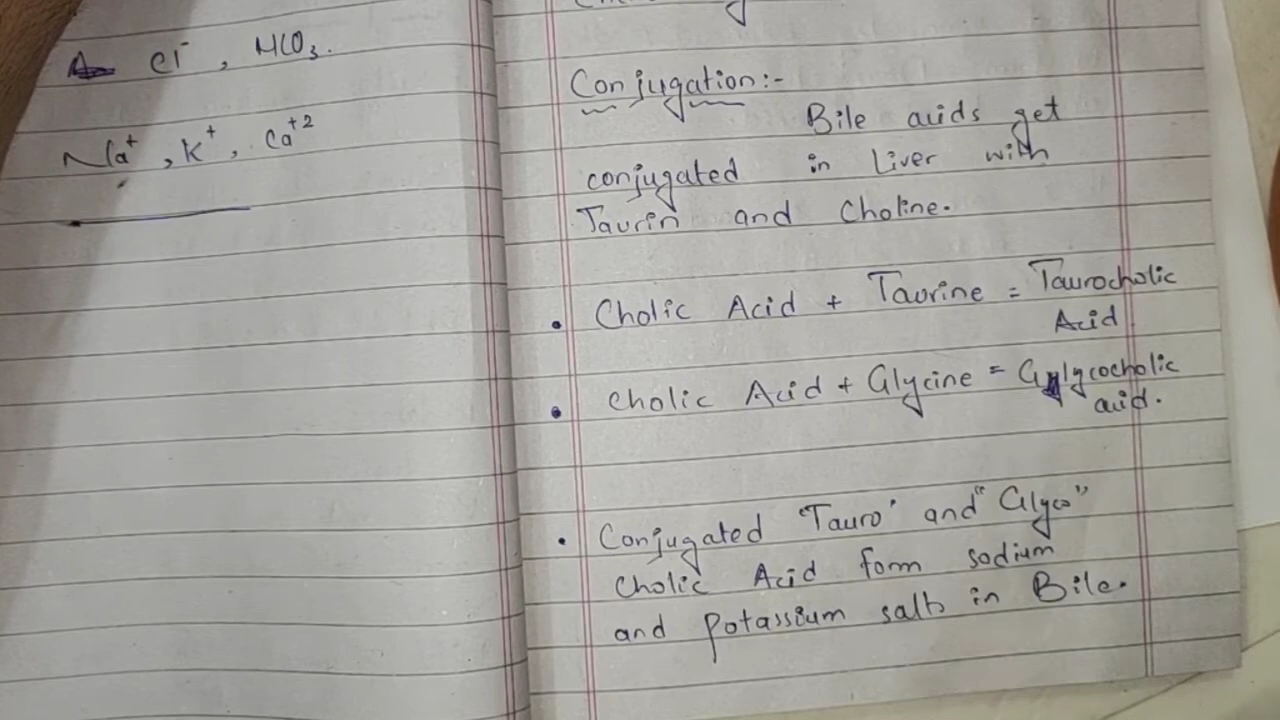 Cl⁻, HCO₃.
Na⁺, K⁺, Ca⁺²
Conjugation:-
Bile acids get
conjugated in Liver with
Taurin and Choline.
• Cholic Acid + Taurine = Taurocholic
Acid
• Cholic Acid + Glycine = Glycocholic
acid.
• Conjugated "Tauro" and "Glyco"
Cholic Acid form sodium
and Potassium salts in Bile.